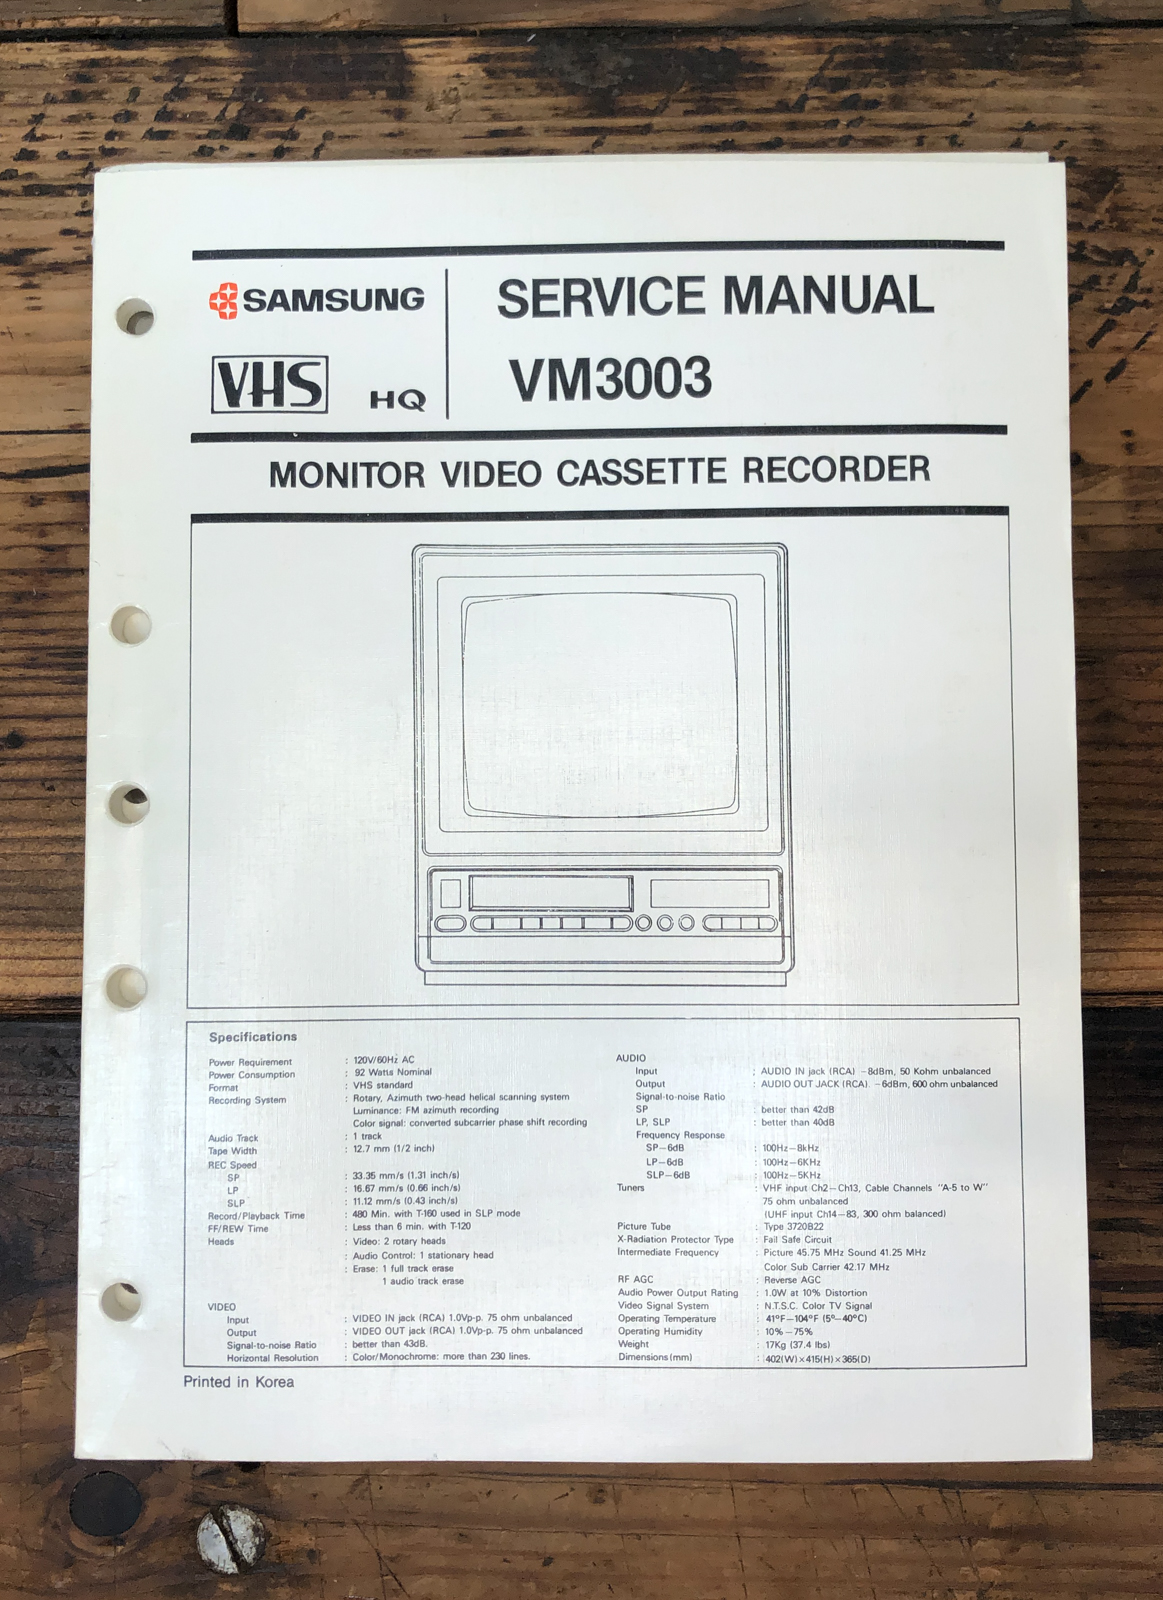 SAMSUNG
SERVICE MANUAL
VHS HQ
VM3003
MONITOR VIDEO CASSETTE RECORDER
Specifications
Power Requirement : 120V/60Hz AC
Power Consumption : 92 Watts Nominal
Format : VHS standard
Recording System : Rotary, Azimuth two-head helical scanning system
Luminance: FM azimuth recording
Color signal: converted subcarrier phase shift recording
Audio Track : 1 track
Tape Width : 12.7 mm (1/2 inch)
REC Speed
SP : 33.35 mm/s (1.31 inch/s)
LP : 16.67 mm/s (0.66 inch/s)
SLP : 11.12 mm/s (0.43 inch/s)
Record/Playback Time : 480 Min. with T-160 used in SLP mode
FF/REW Time : Less than 6 min. with T-120
Heads : Video: 2 rotary heads
: Audio Control: 1 stationary head
: Erase: 1 full track erase
1 audio track erase
VIDEO
Input : VIDEO IN jack (RCA) 1.0Vp-p. 75 ohm unbalanced
Output : VIDEO OUT jack (RCA) 1.0Vp-p. 75 ohm unbalanced
Signal-to-noise Ratio : better than 43dB.
Horizontal Resolution : Color/Monochrome: more than 230 lines.
AUDIO
Input : AUDIO IN jack (RCA) -8dBm, 50 Kohm unbalanced
Output : AUDIO OUT JACK (RCA). -6dBm, 600 ohm unbalanced
Signal-to-noise Ratio
SP : better than 42dB
LP, SLP : better than 40dB
Frequency Response
SP-6dB : 100Hz-8kHz
LP-6dB : 100Hz-6KHz
SLP-6dB : 100Hz-5KHz
Tuners : VHF input Ch2-Ch13, Cable Channels "A-5 to W"
75 ohm unbalanced
(UHF input Ch14-83, 300 ohm balanced)
Picture Tube : Type 370B22
X-Radiation Protector Type : Fail Safe Circuit
Intermediate Frequency : Picture 45.75 MHz Sound 41.25 MHz
Color Sub Carrier 42.17 MHz
RF AGC : Reverse AGC
Audio Power Output Rating : 1.0W at 10% Distortion
Video Signal System : N.T.S.C. Color TV Signal
Operating Temperature : 41°F-104°F (5°-40°C)
Operating Humidity : 10%-75%
Weight : 17Kg (37.4 lbs)
Dimensions (mm) : 402(W)×415(H)×365(D)
Printed in Korea